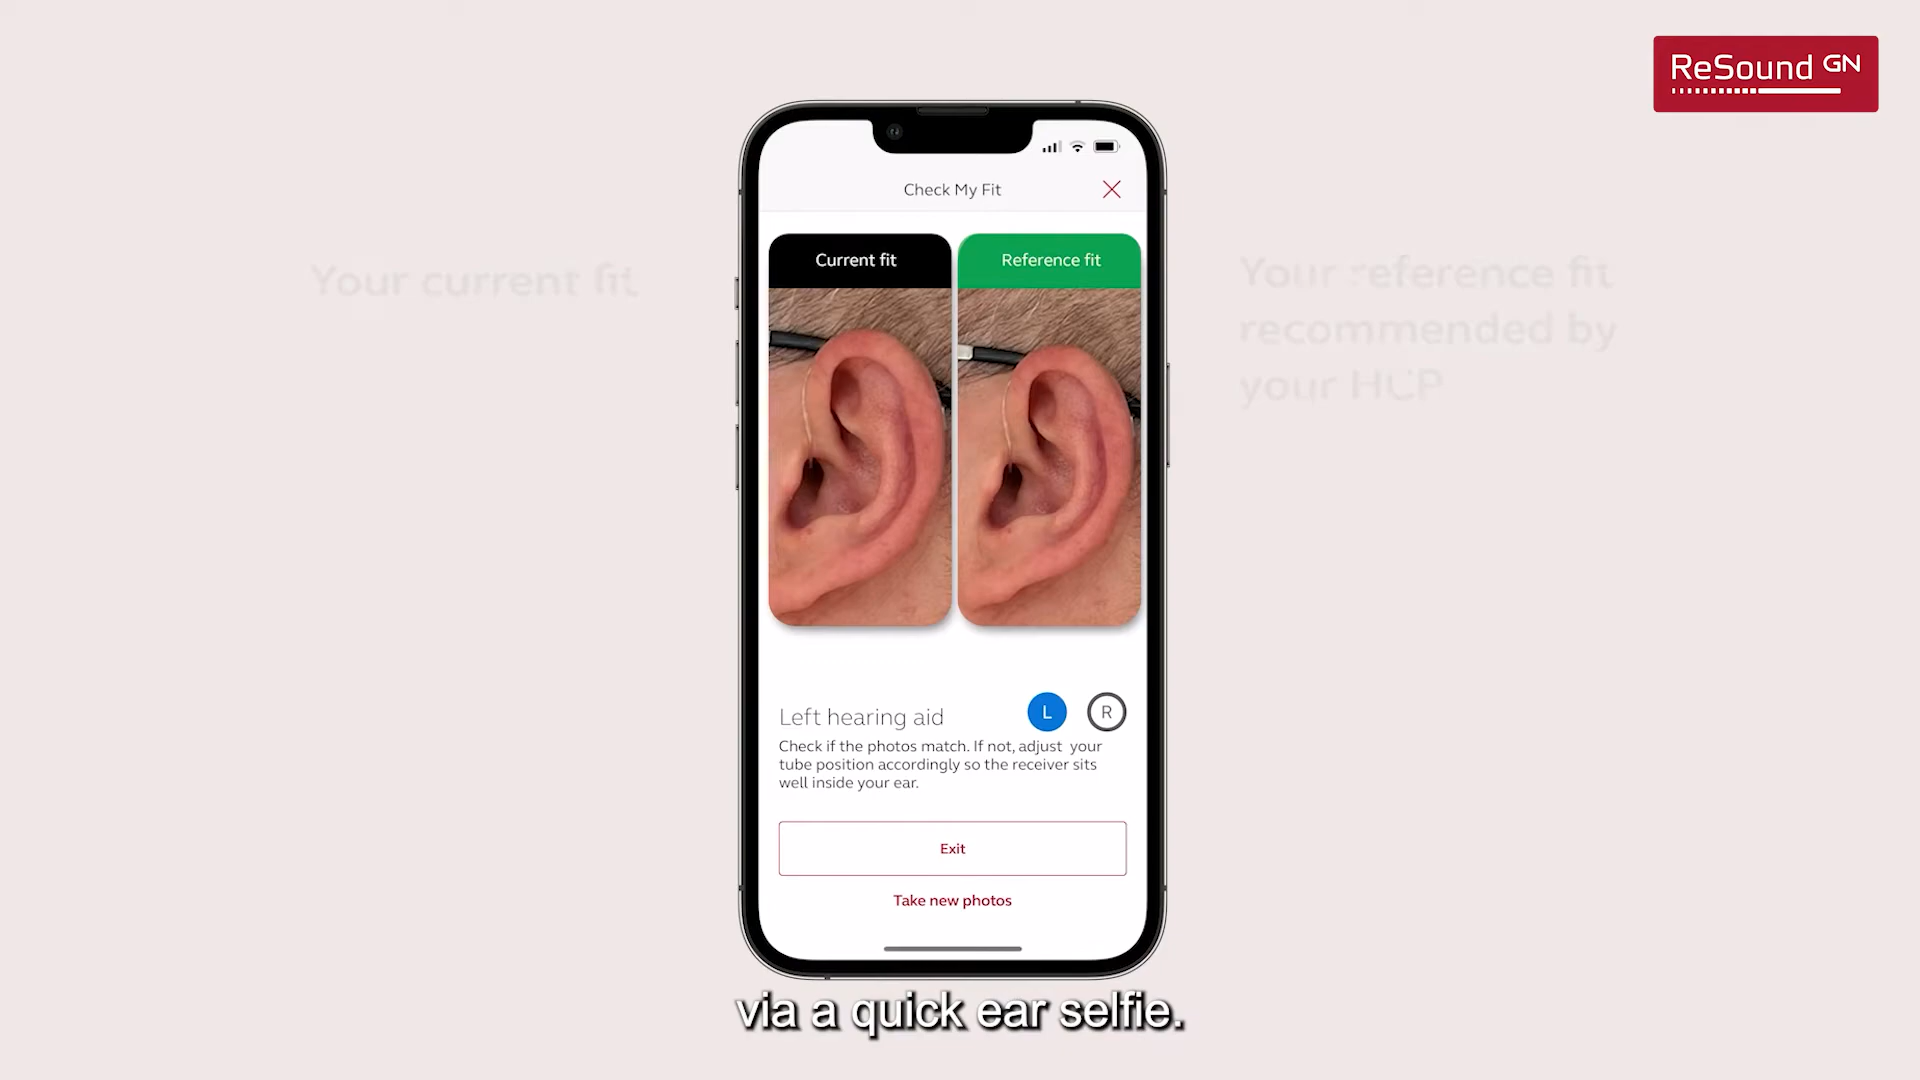 ReSound GN
Check My Fit
Current fit
Reference fit
Your current fit
Your reference fit
recommended by
your HCP
Left hearing aid
L
R
Check if the photos match. If not, adjust your
tube position accordingly so the receiver sits
well inside your ear.
Exit
Take new photos
via a quick ear selfie.